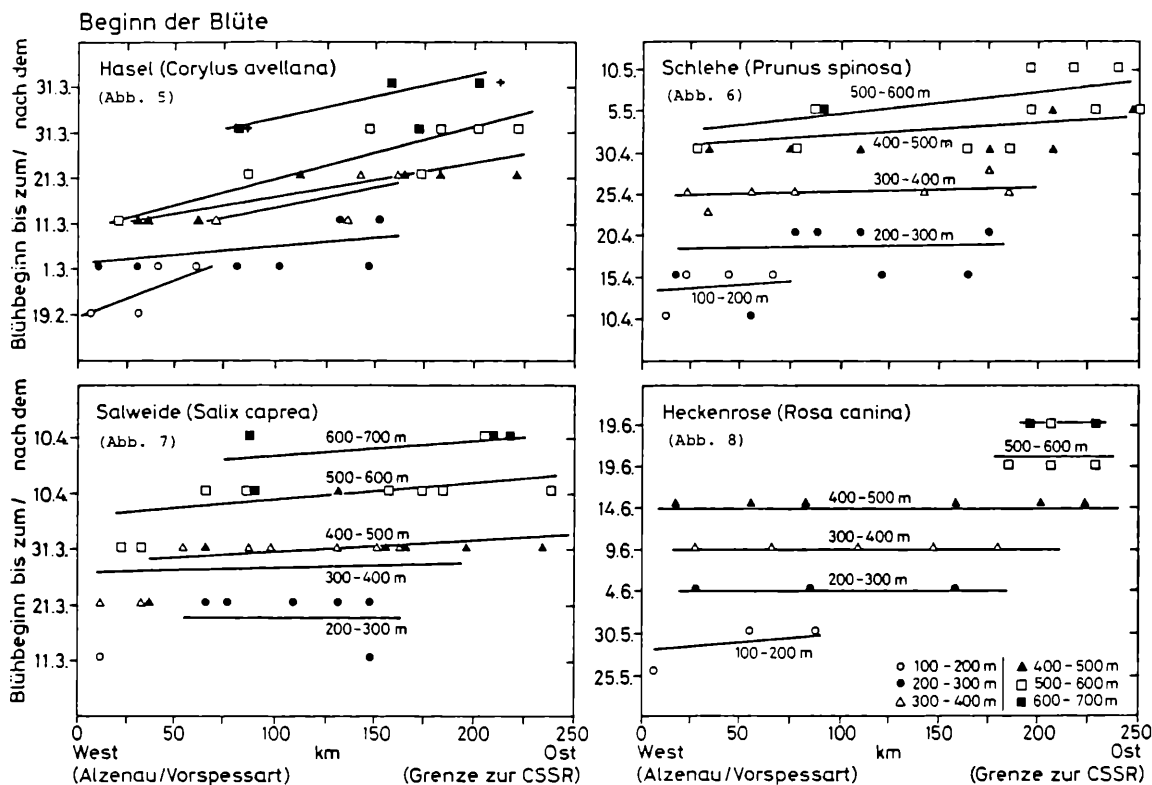 Beginn der Blüte
Blühbeginn bis zum/ nach dem
Hasel (Corylus avellana)
(Abb. 5)
31.3.
31.3.
21.3.
11.3.
1.3.
19.2.
Schlehe (Prunus spinosa)
(Abb. 6)
10.5.
5.5.
30.4.
25.4.
20.4.
15.4.
10.4.
500-600 m
400-500 m
300-400 m
200-300 m
100-200 m
Blühbeginn bis zum/ nach dem
Salweide (Salix caprea)
(Abb. 7)
10.4.
10.4.
31.3.
21.3.
11.3.
600-700 m
500-600 m
400-500 m
300-400 m
200-300 m
0 50 100 150 200 250
West km Ost
(Alzenau/Vorspessart) (Grenze zur CSSR)
Heckenrose (Rosa canina)
(Abb. 8)
19.6.
19.6.
14.6.
9.6.
4.6.
30.5.
25.5.
500-600 m
400-500 m
300-400 m
200-300 m
100-200 m
100-200 m
200-300 m
300-400 m
400-500 m
500-600 m
600-700 m
0 50 100 150 200 250
West km Ost
(Alzenau/Vorspessart) (Grenze zur CSSR)